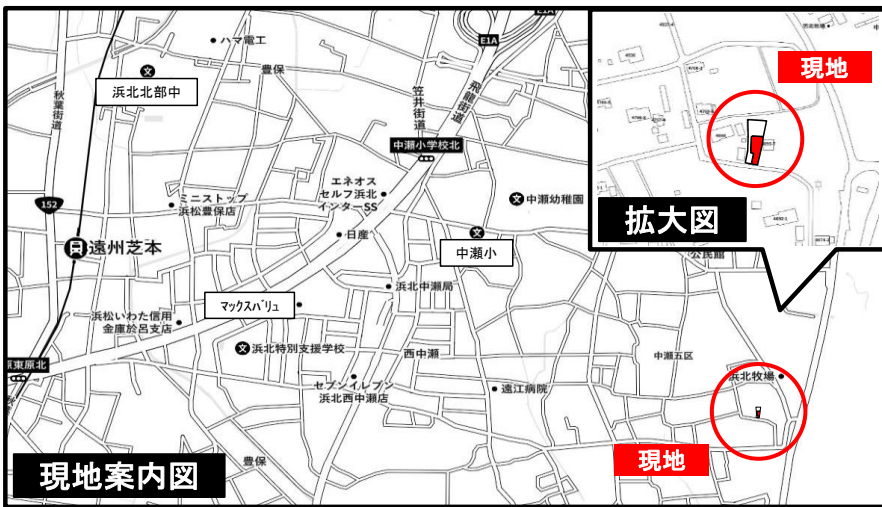 ハマ電工
豊保
秋葉街道
浜北北部中
笠井街道
飛龍街道
E1A
中瀬小学校北
エネオス
セルフ浜北
インターSS
ミニストップ
浜松豊保店
152
中瀬幼稚園
日産
遠州芝本
中瀬小
浜北中瀬局
マックスバリュ
浜松いわた信用
金庫於呂支店
浜北特別支援学校
西中瀬
中瀬五区
原東原北
セブンイレブン
浜北西中瀬店
遠江病院
浜北牧場
豊保
現地
現地案内図
現地
拡大図
公民館